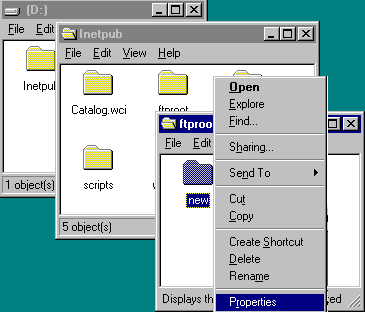 (D:)
File Edit
Inetpub
1 object(s)
Inetpub
File Edit View Help
Catalog.wci
ftproot
scripts
5 object(s)
ftproo
File Edit
new
Displays th
Open
Explore
Find...
Sharing...
Send To
Cut
Copy
Create Shortcut
Delete
Rename
Properties